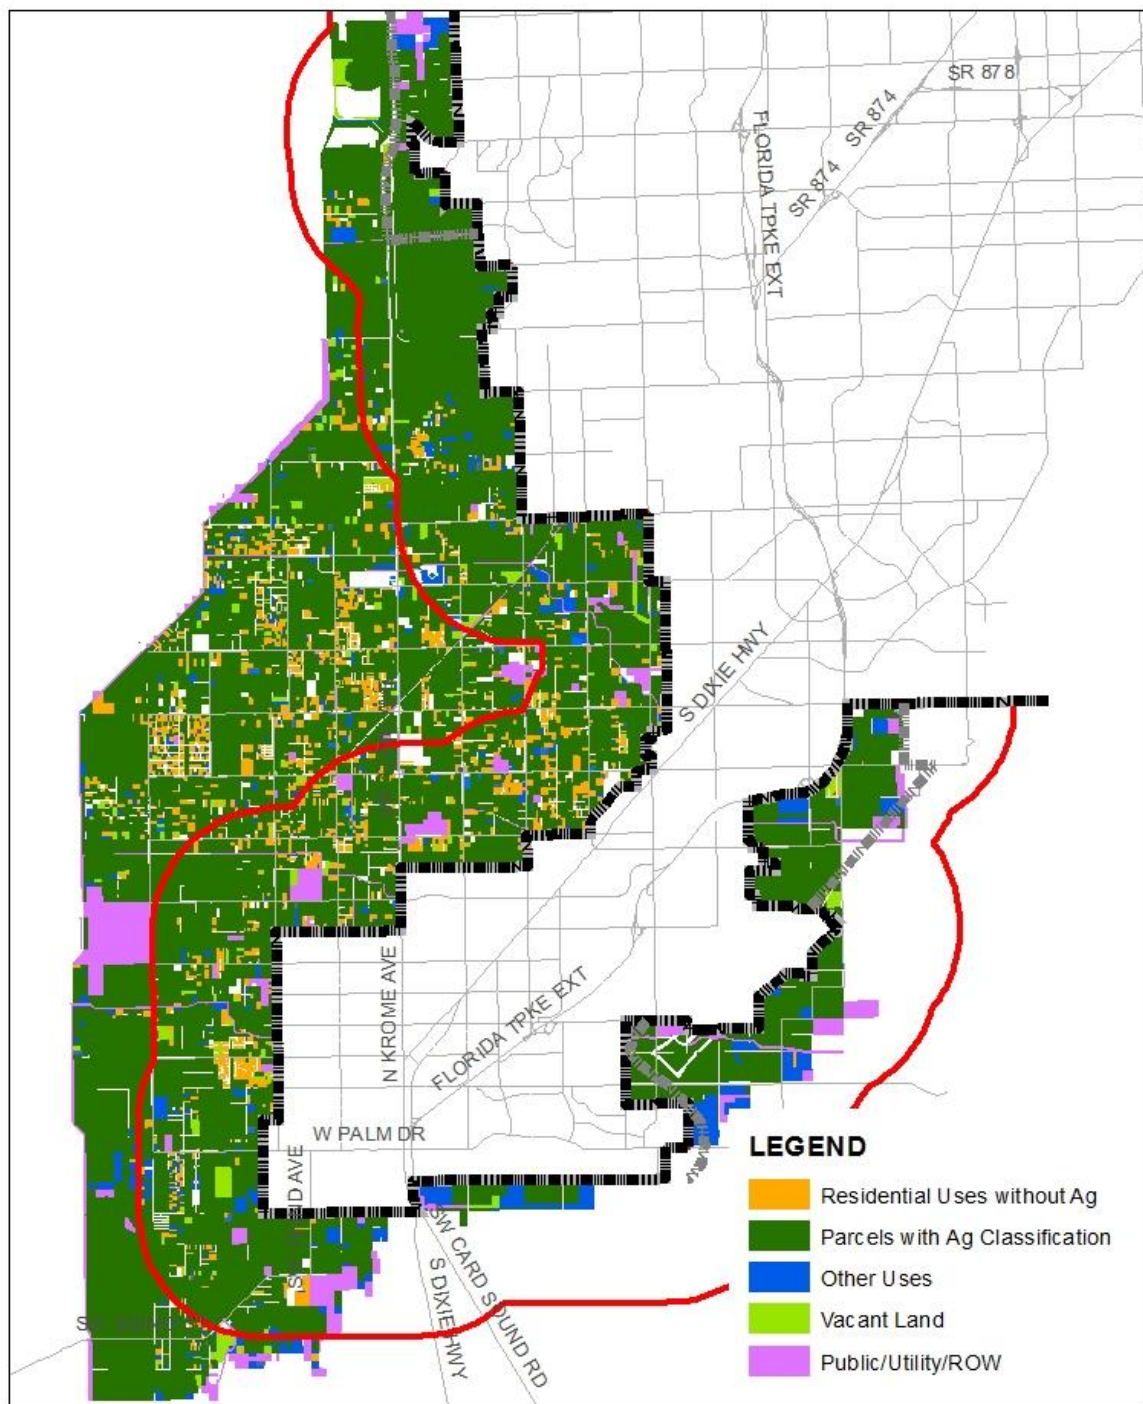 SR 878
SR 874
SR 874
FLORIDA TPKE EXT
S DIXIE HWY
N KROME AVE
FLORIDA TPKE EXT
W PALM DR
ND AVE
SW CARD SOUND RD
S DIXIE HWY
LEGEND
Residential Uses without Ag
Parcels with Ag Classification
Other Uses
Vacant Land
Public/Utility/ROW